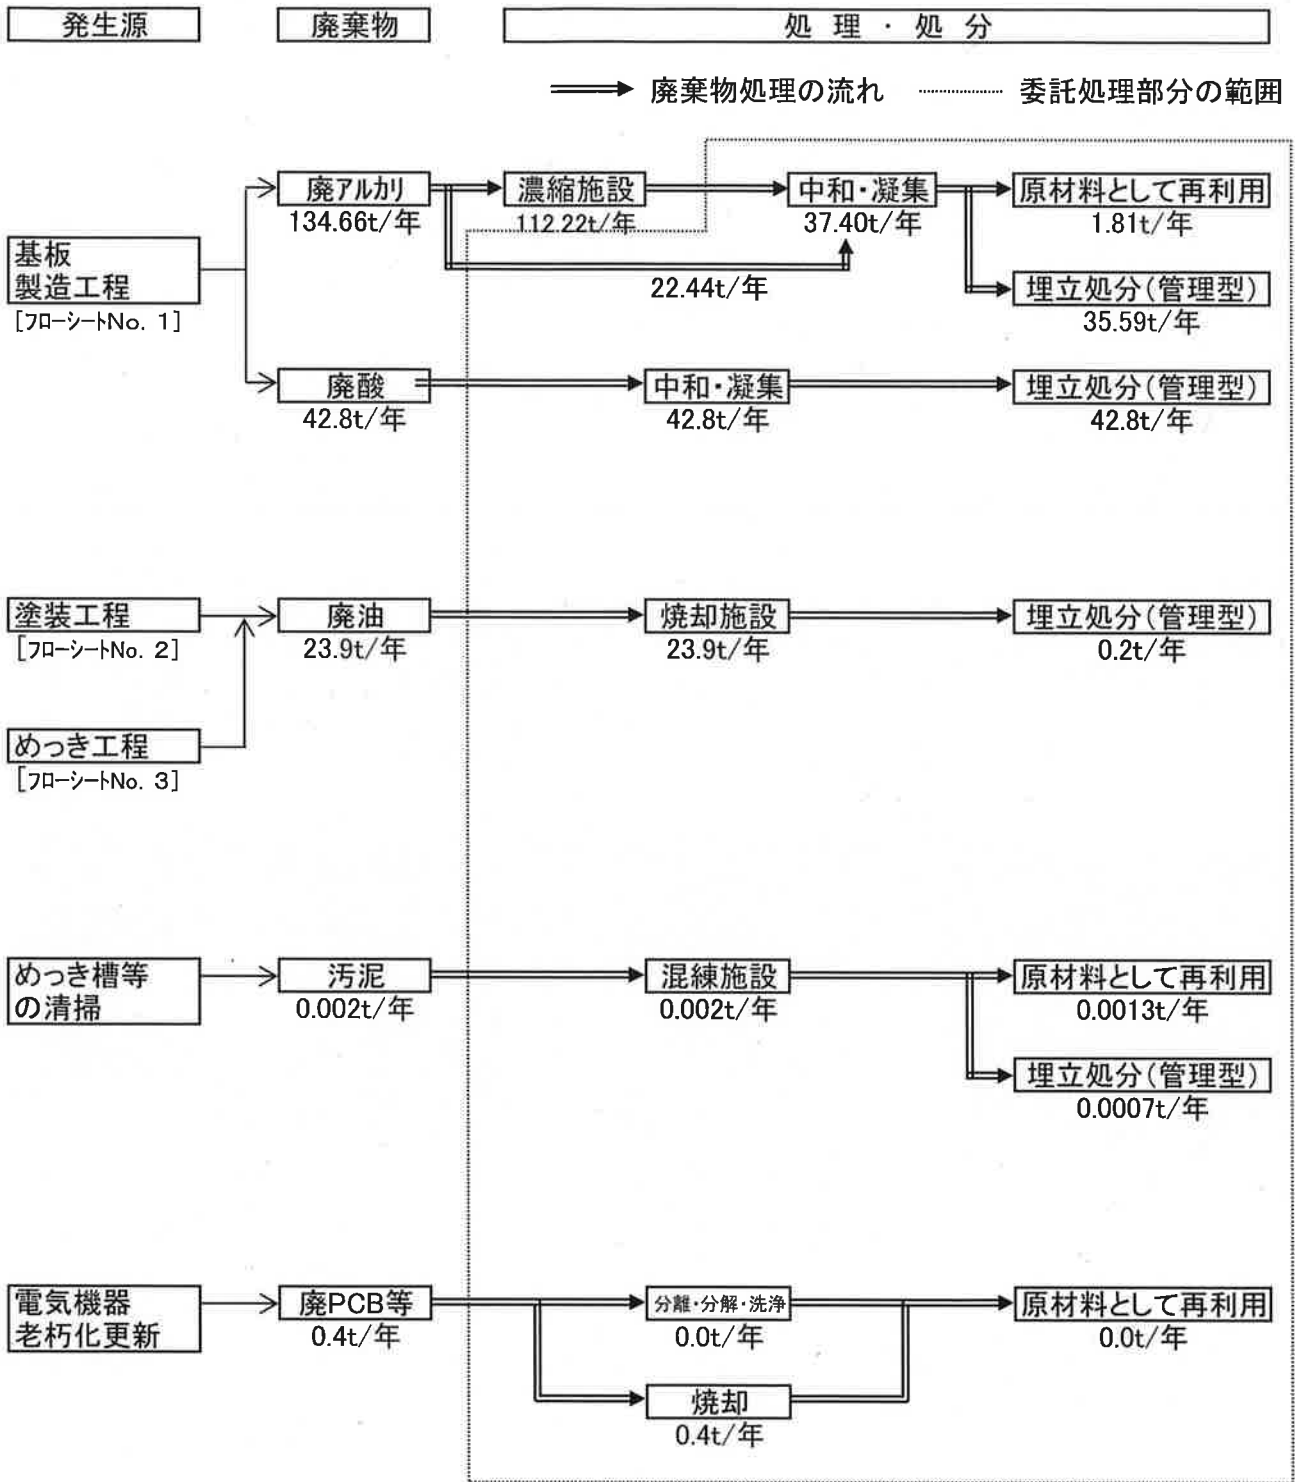 発生源
廃棄物
処 理 ・ 処 分
廃棄物処理の流れ
委託処理部分の範囲
基板
製造工程
[フローシートNo. 1]
廃アルカリ
134.66t/年
濃縮施設
112.22t/年
中和・凝集
37.40t/年
原材料として再利用
1.81t/年
22.44t/年
埋立処分(管理型)
35.59t/年
廃酸
42.8t/年
中和・凝集
42.8t/年
埋立処分(管理型)
42.8t/年
塗装工程
[フローシートNo. 2]
廃油
23.9t/年
焼却施設
23.9t/年
埋立処分(管理型)
0.2t/年
めっき工程
[フローシートNo. 3]
めっき槽等
の清掃
汚泥
0.002t/年
混練施設
0.002t/年
原材料として再利用
0.0013t/年
埋立処分(管理型)
0.0007t/年
電気機器
老朽化更新
廃PCB等
0.4t/年
分離・分解・洗浄
0.0t/年
原材料として再利用
0.0t/年
焼却
0.4t/年